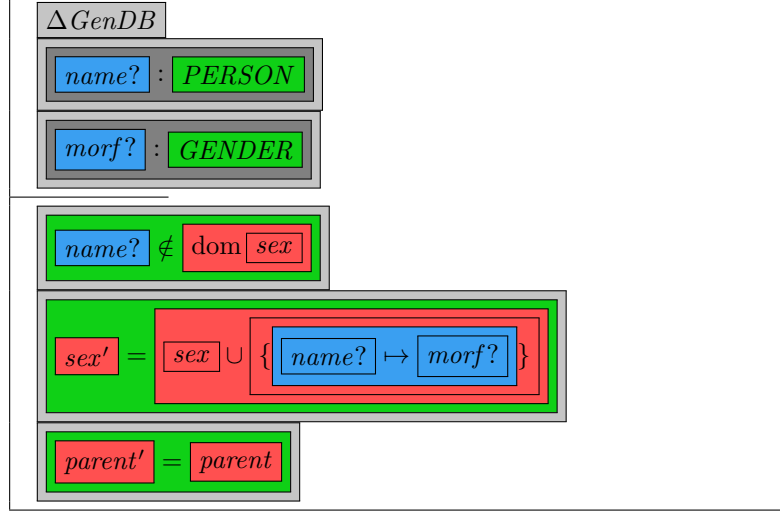 ΔGenDB
name? : PERSON
morf? : GENDER
name? ∉ dom sex
sex′ = sex ∪ {name? ↦ morf?}
parent′ = parent